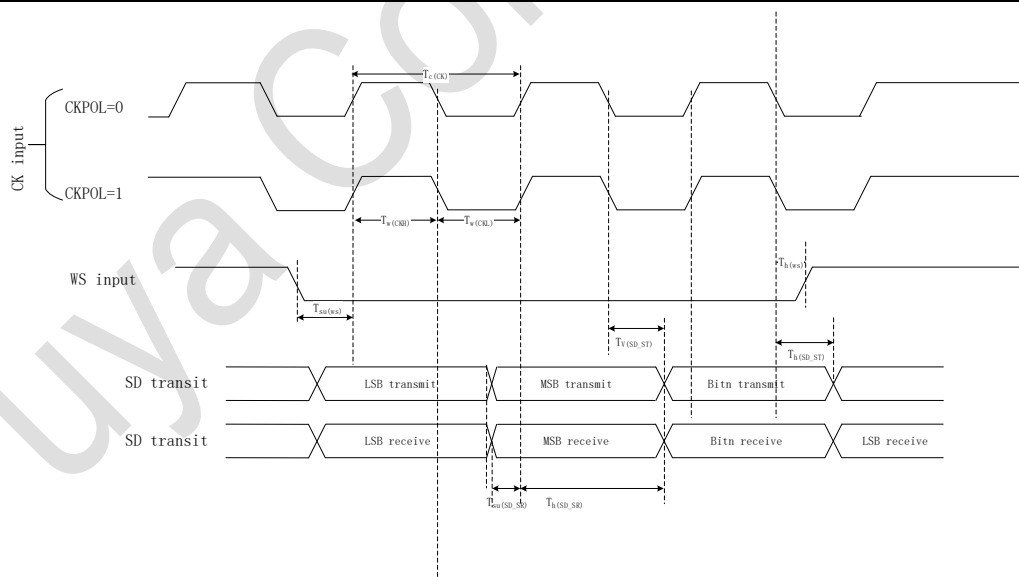 uya Co
T_c(CK)
CKPOL=0
CK input
CKPOL=1
T_w(CKH)
T_w(CKL)
WS input
T_h(ws)
T_su(ws)
T_V(SD_ST)
T_h(SD_ST)
SD transit
LSB transmit
MSB transmit
Bitn transmit
SD transit
LSB receive
MSB receive
Bitn receive
LSB receive
T_su(SD_SR)
T_h(SD_SR)